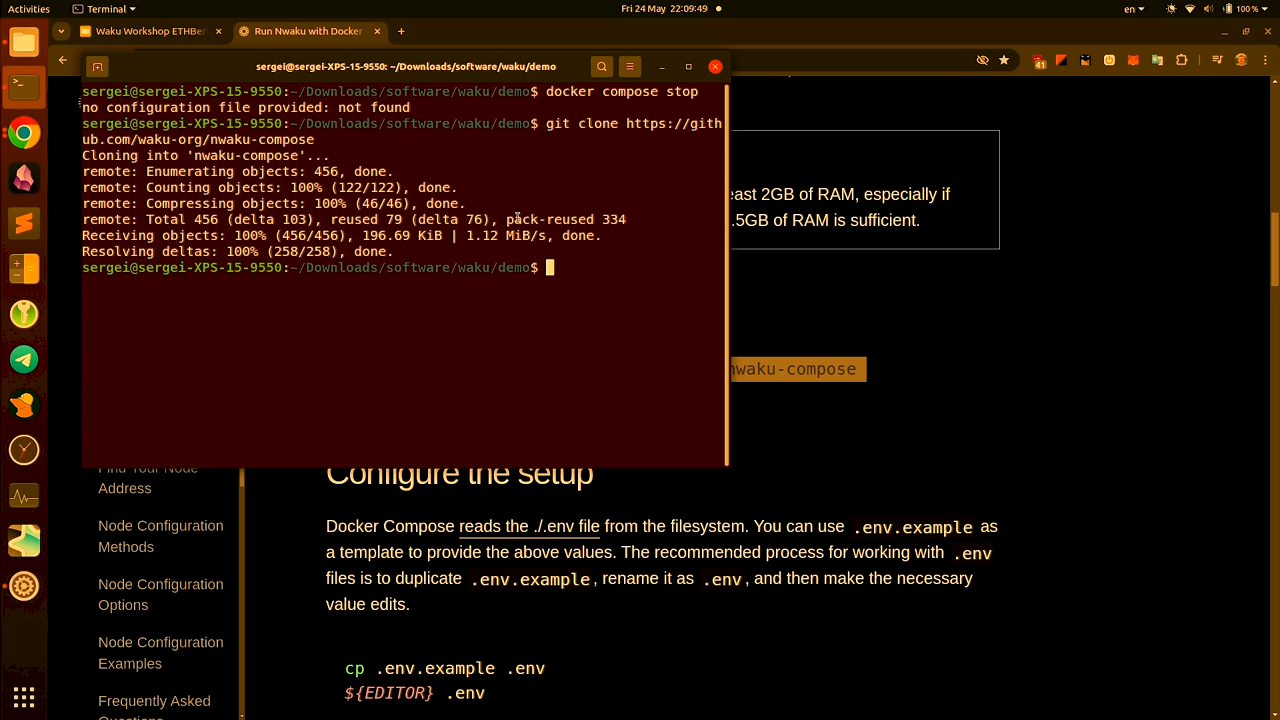 Activities
Terminal
Fri 24 May 22:09:49
en
100 %
Waku Workshop ETHBer
Run Nwaku with Docker
41
sergei@sergei-XPS-15-9550: ~/Downloads/software/waku/demo
sergei@sergei-XPS-15-9550:~/Downloads/software/waku/demo$ docker compose stop
no configuration file provided: not found
sergei@sergei-XPS-15-9550:~/Downloads/software/waku/demo$ git clone https://gith
ub.com/waku-org/nwaku-compose
Cloning into 'nwaku-compose'...
remote: Enumerating objects: 456, done.
remote: Counting objects: 100% (122/122), done.
remote: Compressing objects: 100% (46/46), done.
remote: Total 456 (delta 103), reused 79 (delta 76), pack-reused 334
Receiving objects: 100% (456/456), 196.69 KiB | 1.12 MiB/s, done.
Resolving deltas: 100% (258/258), done.
sergei@sergei-XPS-15-9550:~/Downloads/software/waku/demo$
east 2GB of RAM, especially if
.5GB of RAM is sufficient.
nwaku-compose
Find Your Node
Address
Node Configuration
Methods
Node Configuration
Options
Node Configuration
Examples
Frequently Asked
Questions
Configure the setup
Docker Compose reads the ./.env file from the filesystem. You can use .env.example as
a template to provide the above values. The recommended process for working with .env
files is to duplicate .env.example, rename it as .env, and then make the necessary
value edits.
cp .env.example .env
${EDITOR} .env